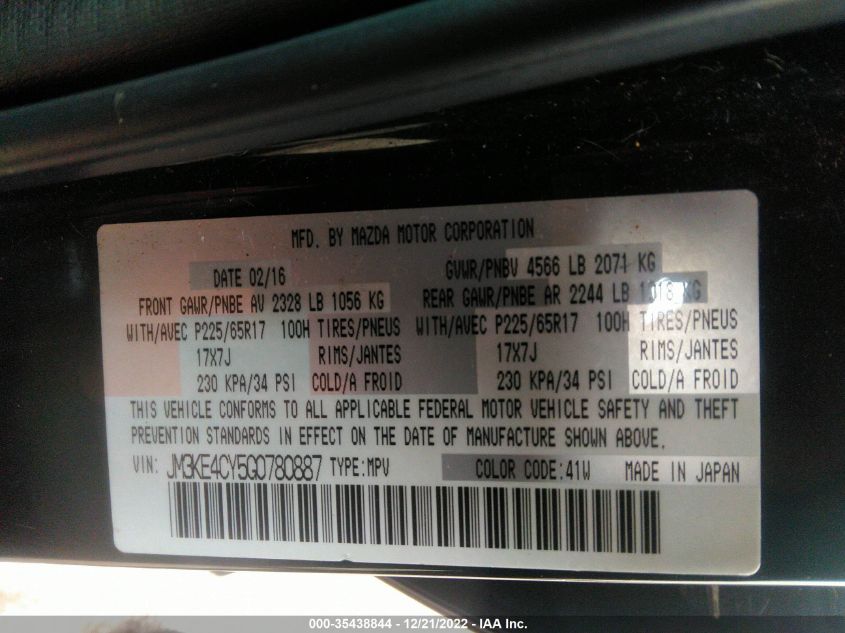 MFD. BY MAZDA MOTOR CORPORATION
DATE 02/16 GVWR/PNBV 4566 LB 2071 KG
FRONT GAWR/PNBE AV 2328 LB 1056 KG REAR GAWR/PNBE AR 2244 LB 1018 KG
WITH/AVEC P225/65R17 100H TIRES/PNEUS WITH/AVEC P225/65R17 100H TIRES/PNEUS
17X7J RIMS/JANTES 17X7J RIMS/JANTES
230 KPA/34 PSI COLD/A FROID 230 KPA/34 PSI COLD/A FROID
THIS VEHICLE CONFORMS TO ALL APPLICABLE FEDERAL MOTOR VEHICLE SAFETY AND THEFT
PREVENTION STANDARDS IN EFFECT ON THE DATE OF MANUFACTURE SHOWN ABOVE.
VIN: JM3KE4CY5G0780887 TYPE:MPV COLOR CODE:41W MADE IN JAPAN
000-35438844 - 12/21/2022 - IAA Inc.